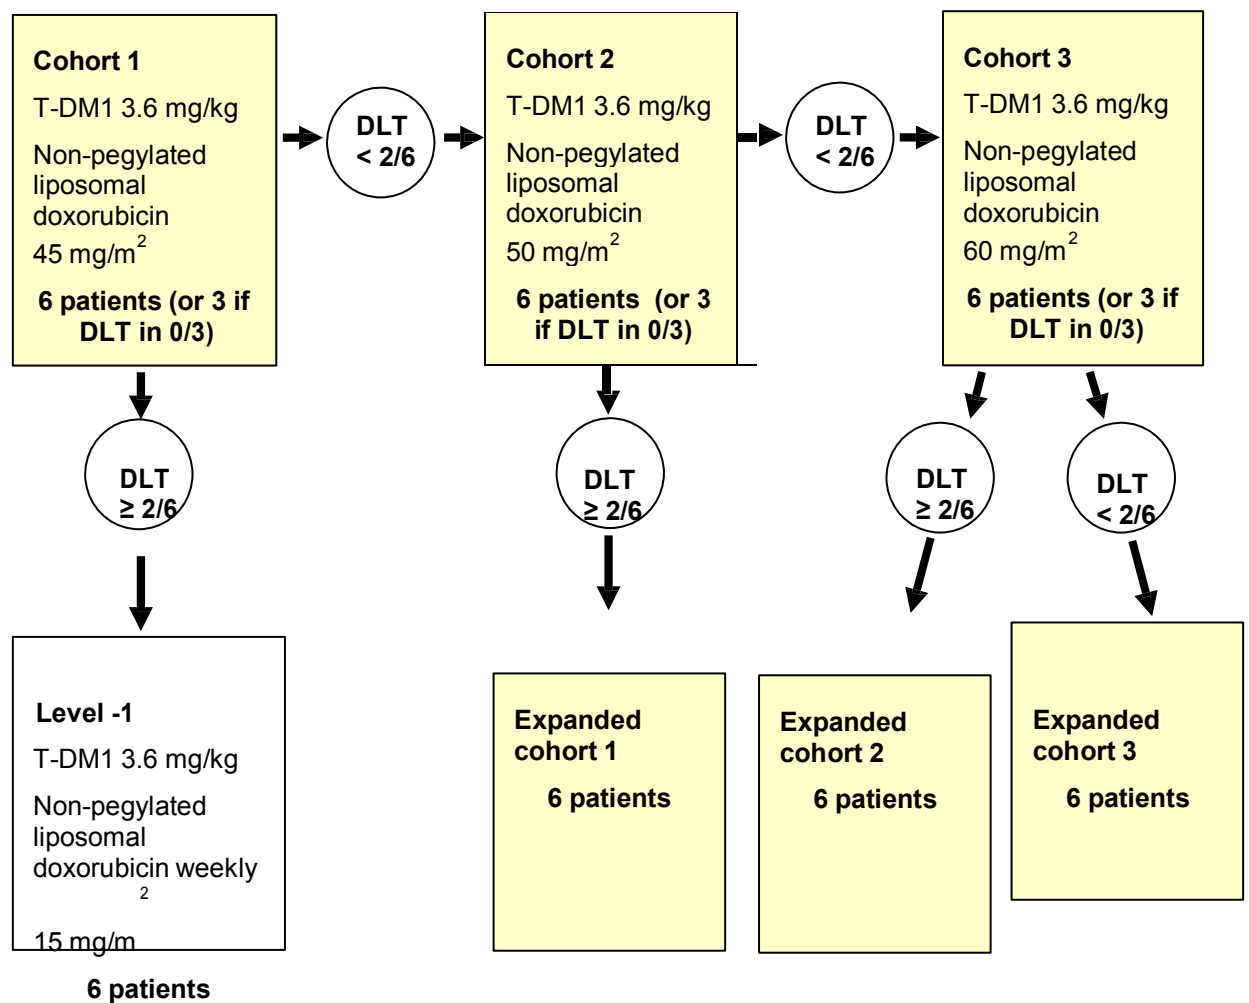 Cohort 1
T-DM1 3.6 mg/kg
Non-pegylated
liposomal
doxorubicin
45 mg/m²
6 patients (or 3 if
DLT in 0/3)
DLT
< 2/6
Cohort 2
T-DM1 3.6 mg/kg
Non-pegylated
liposomal
doxorubicin
50 mg/m²
6 patients (or 3
if DLT in 0/3)
DLT
< 2/6
Cohort 3
T-DM1 3.6 mg/kg
Non-pegylated
liposomal
doxorubicin
60 mg/m²
6 patients (or 3 if
DLT in 0/3)
DLT
≥ 2/6
DLT
≥ 2/6
DLT
≥ 2/6
DLT
< 2/6
Level -1
T-DM1 3.6 mg/kg
Non-pegylated
liposomal
doxorubicin weekly
2
15 mg/m
6 patients
Expanded
cohort 1
6 patients
Expanded
cohort 2
6 patients
Expanded
cohort 3
6 patients